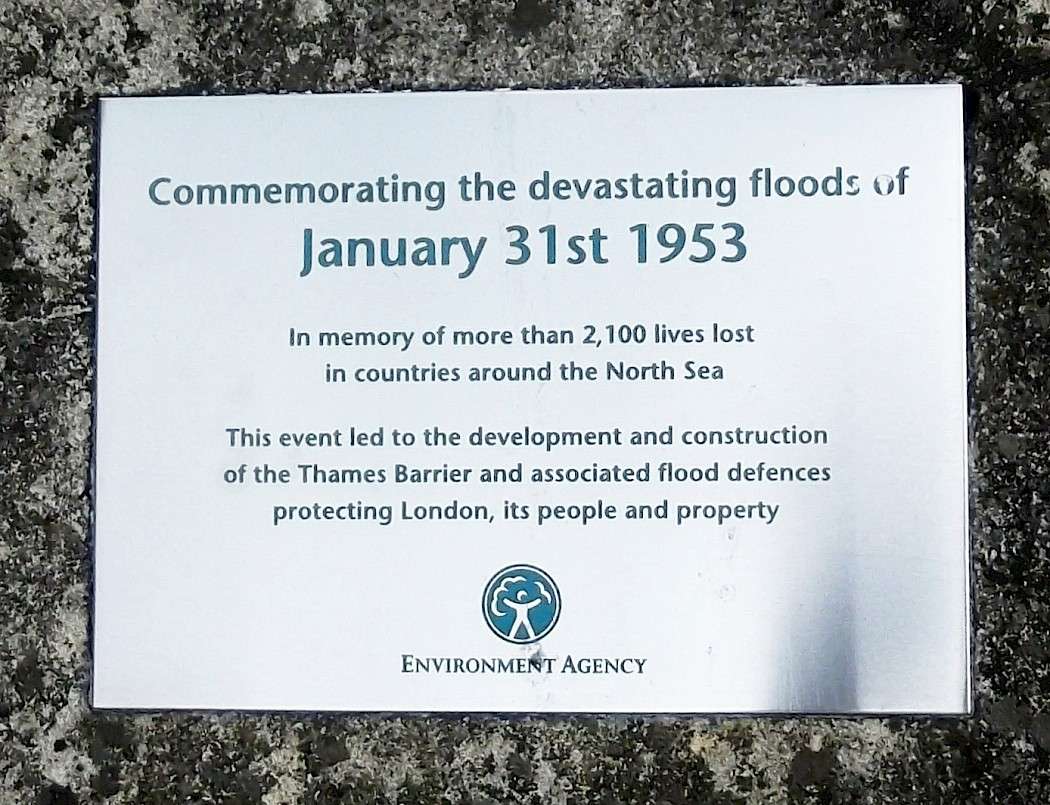 Commemorating the devastating floods of
January 31st 1953
In memory of more than 2,100 lives lost
in countries around the North Sea
This event led to the development and construction
of the Thames Barrier and associated flood defences
protecting London, its people and property
ENVIRONMENT AGENCY